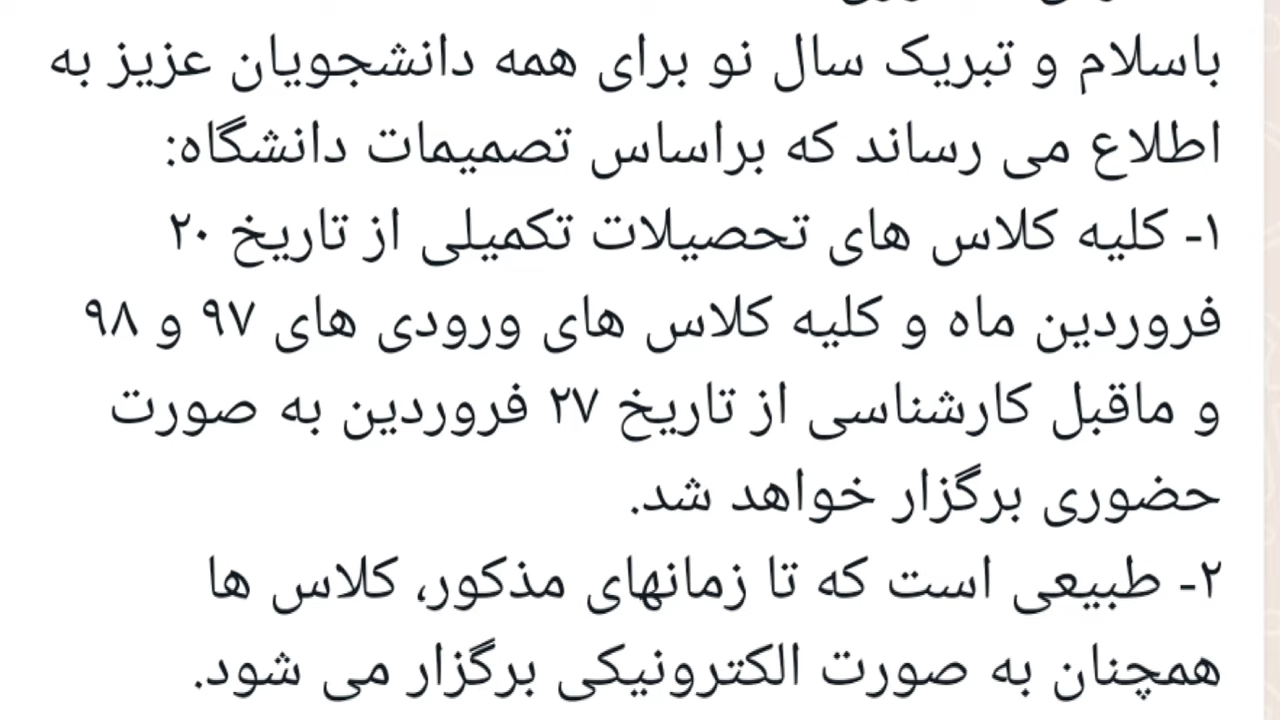 باسلام و تبریک سال نو برای همه دانشجویان عزیز به
اطلاع می رساند که براساس تصمیمات دانشگاه:
۱- کلیه کلاس های تحصیلات تکمیلی از تاریخ ۲۰
فروردین ماه و کلیه کلاس های ورودی های ۹۷ و ۹۸
و ماقبل کارشناسی از تاریخ ۲۷ فروردین به صورت
حضوری برگزار خواهد شد.
۲- طبیعی است که تا زمانهای مذکور، کلاس ها
همچنان به صورت الکترونیکی برگزار می شود.